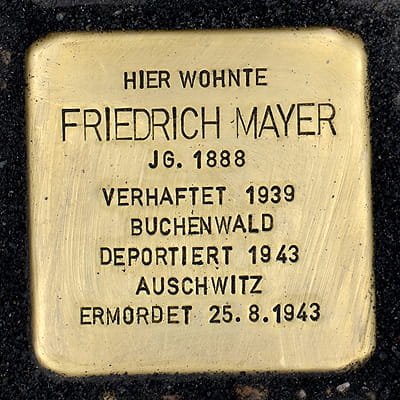 HIER WOHNTE
FRIEDRICH MAYER
JG. 1888
VERHAFTET 1939
BUCHENWALD
DEPORTIERT 1943
AUSCHWITZ
ERMORDET 25.8.1943